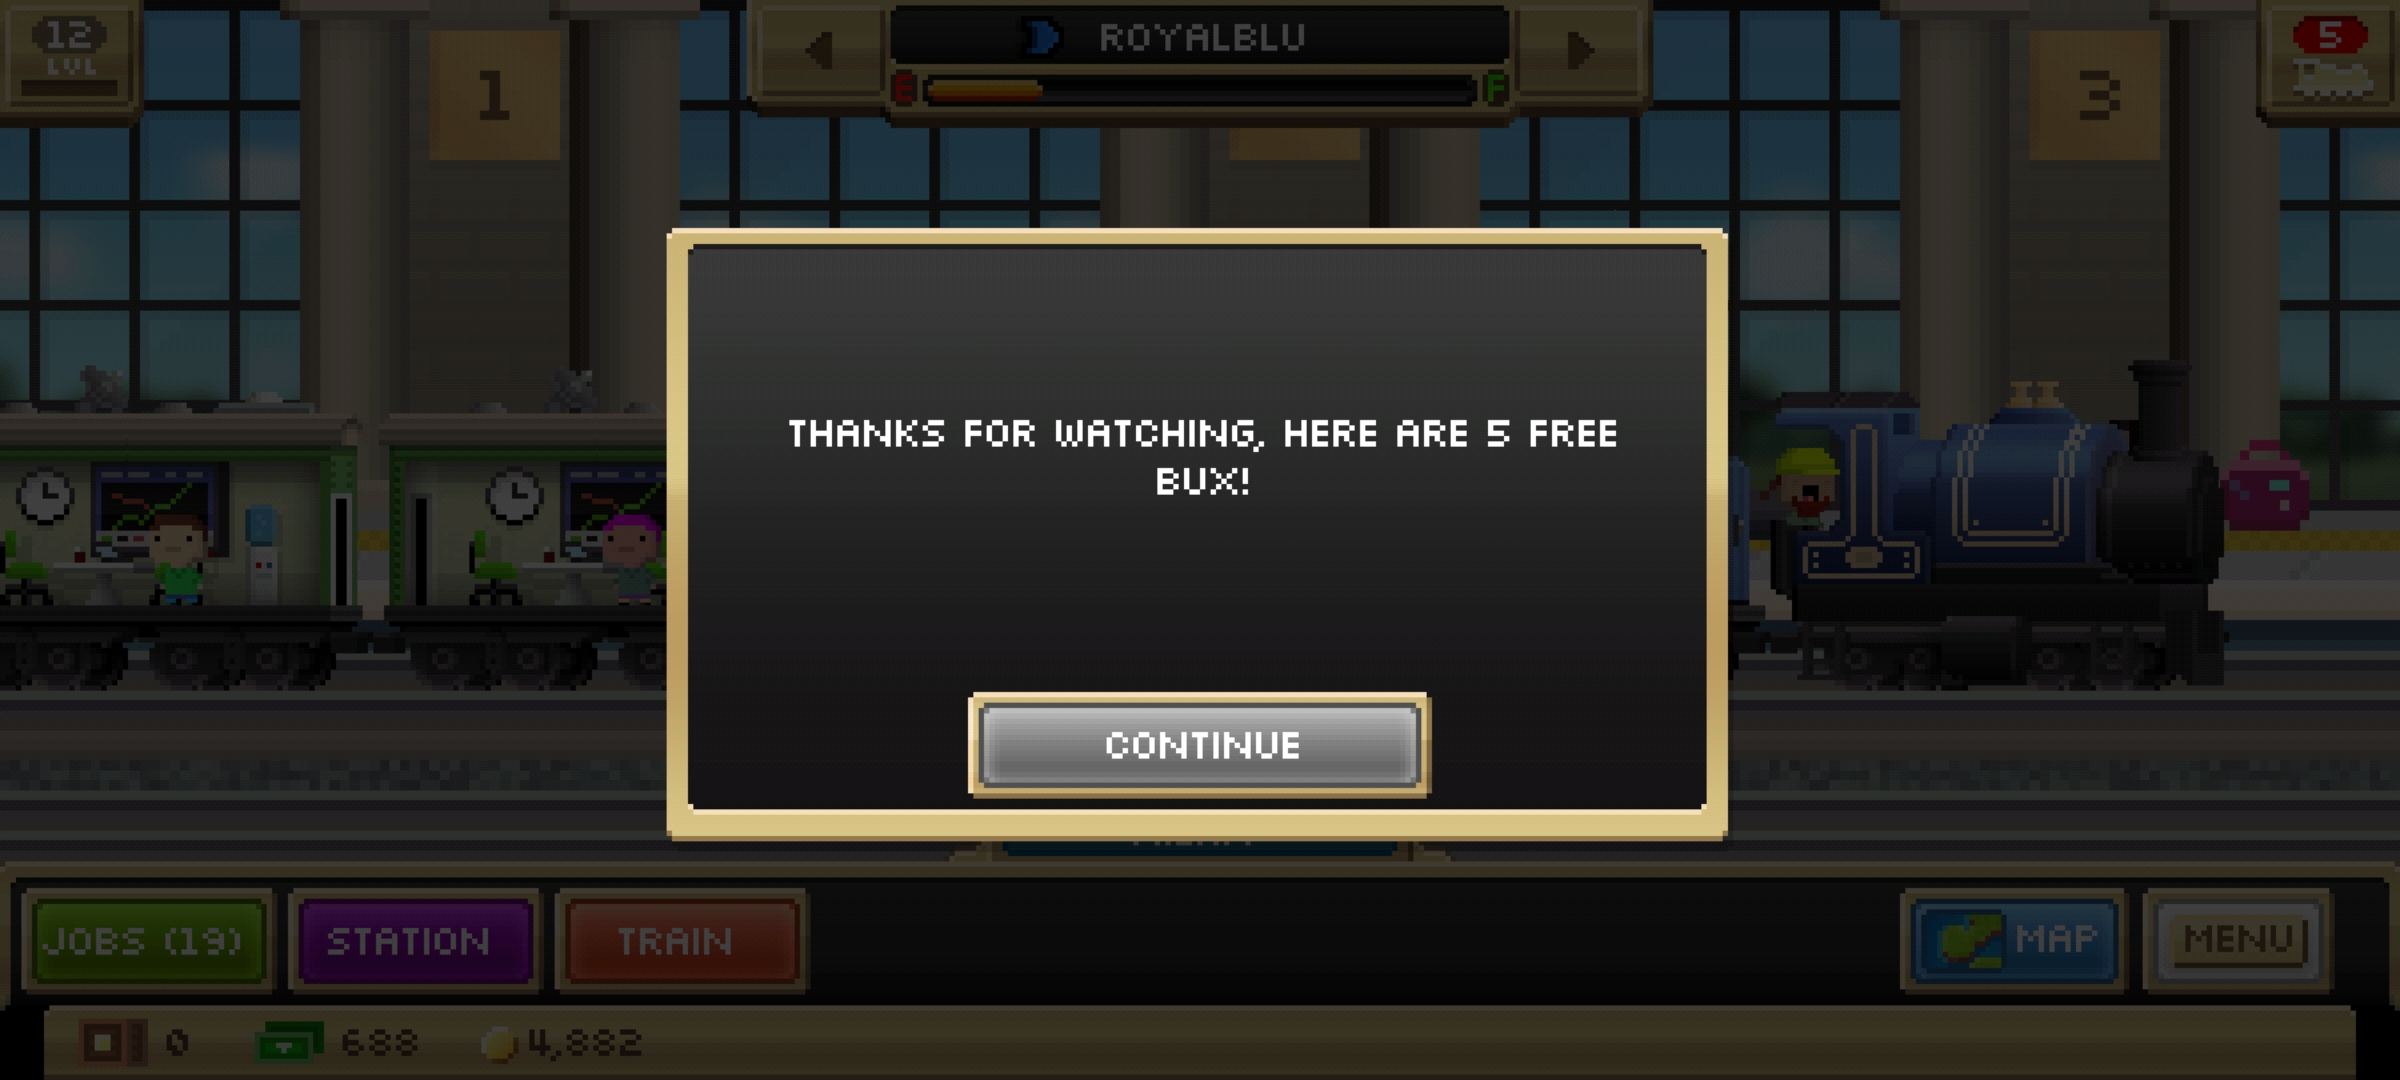 12
LVL
1
ROYALBLU
E
F
3
5
THANKS FOR WATCHING, HERE ARE 5 FREE
BUX!
CONTINUE
JOBS (19)
STATION
TRAIN
MAP
MENU
0
688
4,882